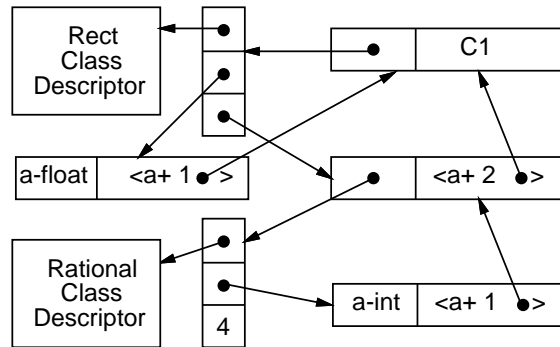 Rect
Class
Descriptor
C1
a-float <a+ 1 >
<a+ 2 >
Rational
Class
Descriptor
4
a-int <a+ 1 >